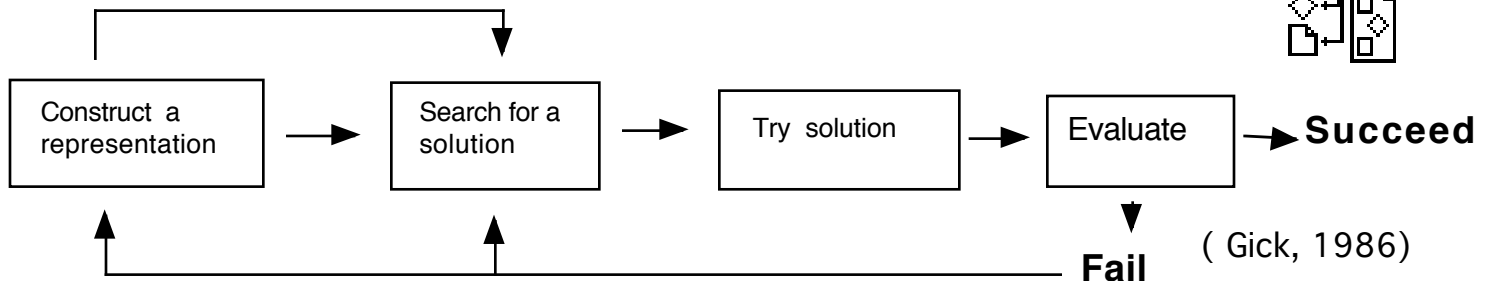 Construct a
representation
Search for a
solution
Try solution
Evaluate
Succeed
Fail
( Gick, 1986)